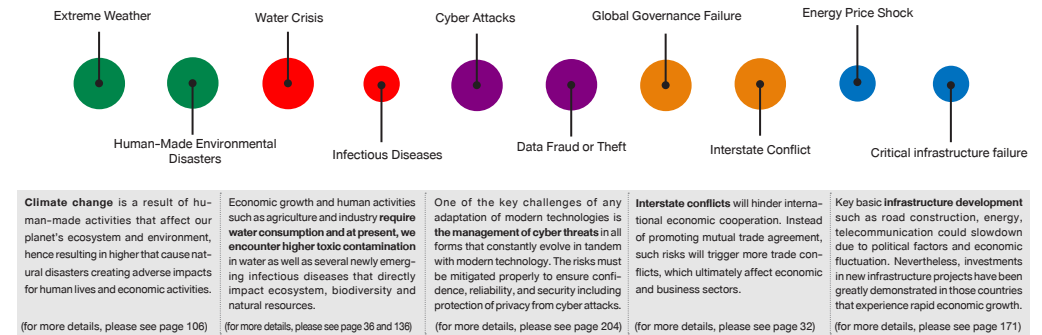 Extreme Weather
Water Crisis
Cyber Attacks
Global Governance Failure
Energy Price Shock
Human-Made Environmental
Disasters
Infectious Diseases
Data Fraud or Theft
Interstate Conflict
Critical infrastructure failure
Climate change is a result of hu-
man-made activities that affect our
planet's ecosystem and environment,
hence resulting in higher that cause nat-
ural disasters creating adverse impacts
for human lives and economic activities.
(for more details, please see page 106)
Economic growth and human activities
such as agriculture and industry require
water consumption and at present, we
encounter higher toxic contamination
in water as well as several newly emerg-
ing infectious diseases that directly
impact ecosystem, biodiversity and
natural resources.
(for more details, please see page 36 and 136)
One of the key challenges of any
adaptation of modern technologies is
the management of cyber threats in all
forms that constantly evolve in tandem
with modern technology. The risks must
be mitigated properly to ensure confi-
dence, reliability, and security including
protection of privacy from cyber attacks.
(for more details, please see page 204)
Interstate conflicts will hinder interna-
tional economic cooperation. Instead
of promoting mutual trade agreement,
such risks will trigger more trade con-
flicts, which ultimately affect economic
and business sectors.
(for more details, please see page 32)
Key basic infrastructure development
such as road construction, energy,
telecommunication could slowdown
due to political factors and economic
fluctuation. Nevertheless, investments
in new infrastructure projects have been
greatly demonstrated in those countries
that experience rapid economic growth.
(for more details, please see page 171)